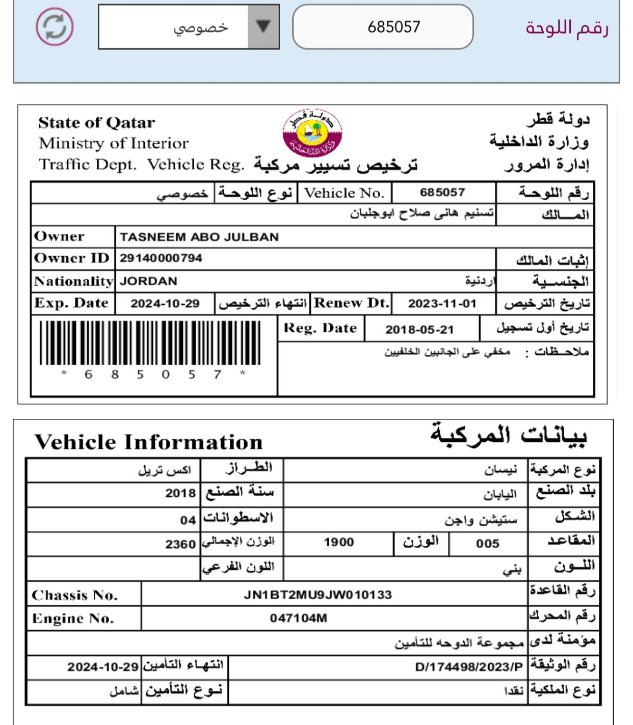 رقم اللوحة 685057 خصوصي
State of Qatar دولة قطر
Ministry of Interior وزارة الداخلية
Traffic Dept. Vehicle Reg. ترخيص تسيير مركبة إدارة المرور
رقم اللوحة 685057 Vehicle No. نوع اللوحة خصوصي
المالك تسنيم هانى صلاح ابوجلبان
Owner TASNEEM ABO JULBAN
Owner ID 29140000794 إثبات المالك
Nationality JORDAN اردنية الجنسية
Exp. Date 2024-10-29 انتهاء الترخيص Renew Dt. 2023-11-01 تاريخ الترخيص
Reg. Date 2018-05-21 تاريخ أول تسجيل
ملاحظات : مخفي على الجانبين الخلفيين
* 6 8 5 0 5 7 *
Vehicle Information بيانات المركبة
نوع المركبة نيسان الطراز اكس تريل
بلد الصنع اليابان سنة الصنع 2018
الشكل ستيشن واجن الاسطوانات 04
المقاعد 005 الوزن 1900 الوزن الإجمالي 2360
اللون بني اللون الفرعي
Chassis No. JN1BT2MU9JW010133 رقم القاعدة
Engine No. 047104M رقم المحرك
مؤمنة لدى مجموعة الدوحه للتأمين
رقم الوثيقة D/174498/2023/P انتهاء التأمين 2024-10-29
نوع الملكية نقدا نوع التأمين شامل